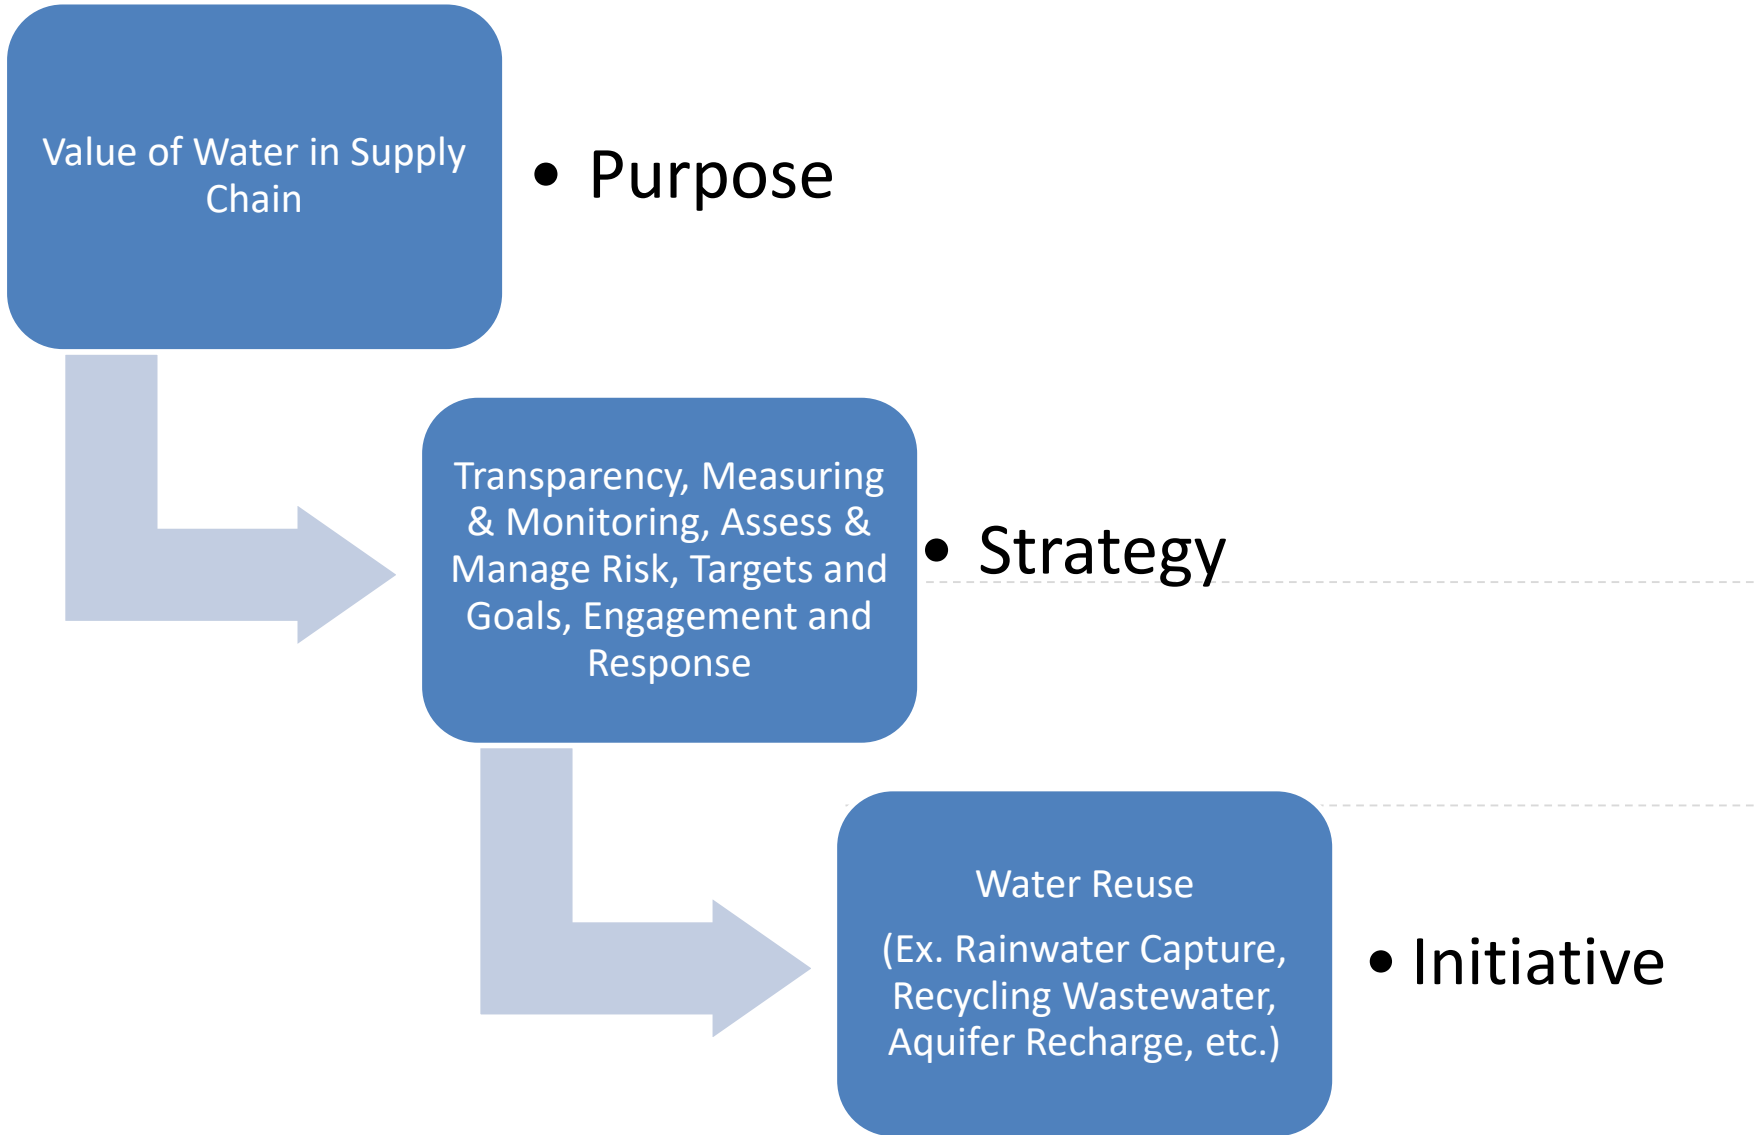 Value of Water in Supply
Chain
• Purpose
Transparency, Measuring
& Monitoring, Assess &
Manage Risk, Targets and
Goals, Engagement and
Response
• Strategy
Water Reuse
(Ex. Rainwater Capture,
Recycling Wastewater,
Aquifer Recharge, etc.)
• Initiative